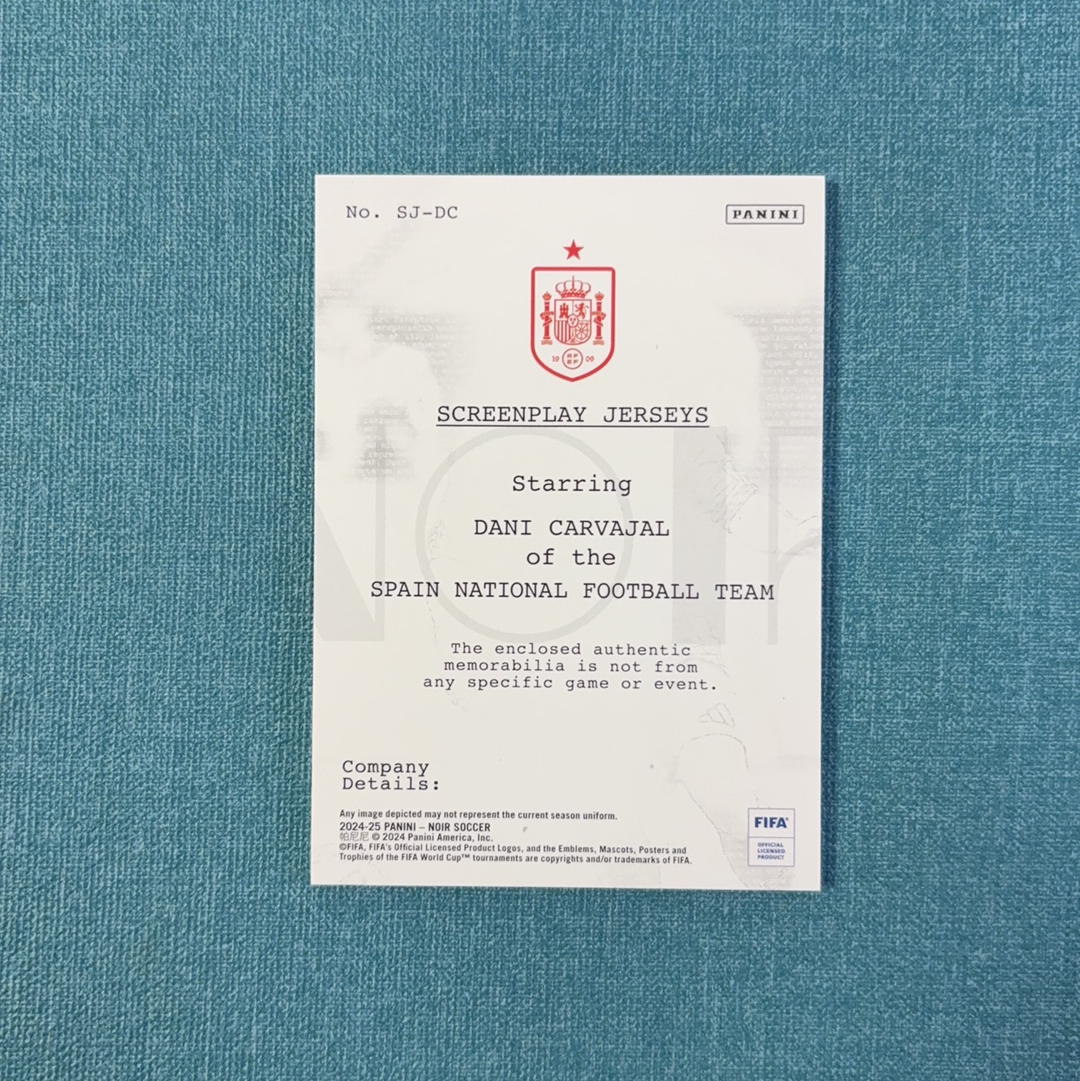 No. SJ-DC
PANINI
19 RFEF 09
SCREENPLAY JERSEYS
NOIR
Starring
DANI CARVAJAL
of the
SPAIN NATIONAL FOOTBALL TEAM
The enclosed authentic
memorabilia is not from
any specific game or event.
Company
Details:
Any image depicted may not represent the current season uniform.
2024-25 PANINI – NOIR SOCCER
帕尼尼 © 2024 Panini America, Inc.
©FIFA, FIFA's Official Licensed Product Logos, and the Emblems, Mascots, Posters and
Trophies of the FIFA World Cup™ tournaments are copyrights and/or trademarks of FIFA.
FIFA®
OFFICIAL
LICENSED
PRODUCT